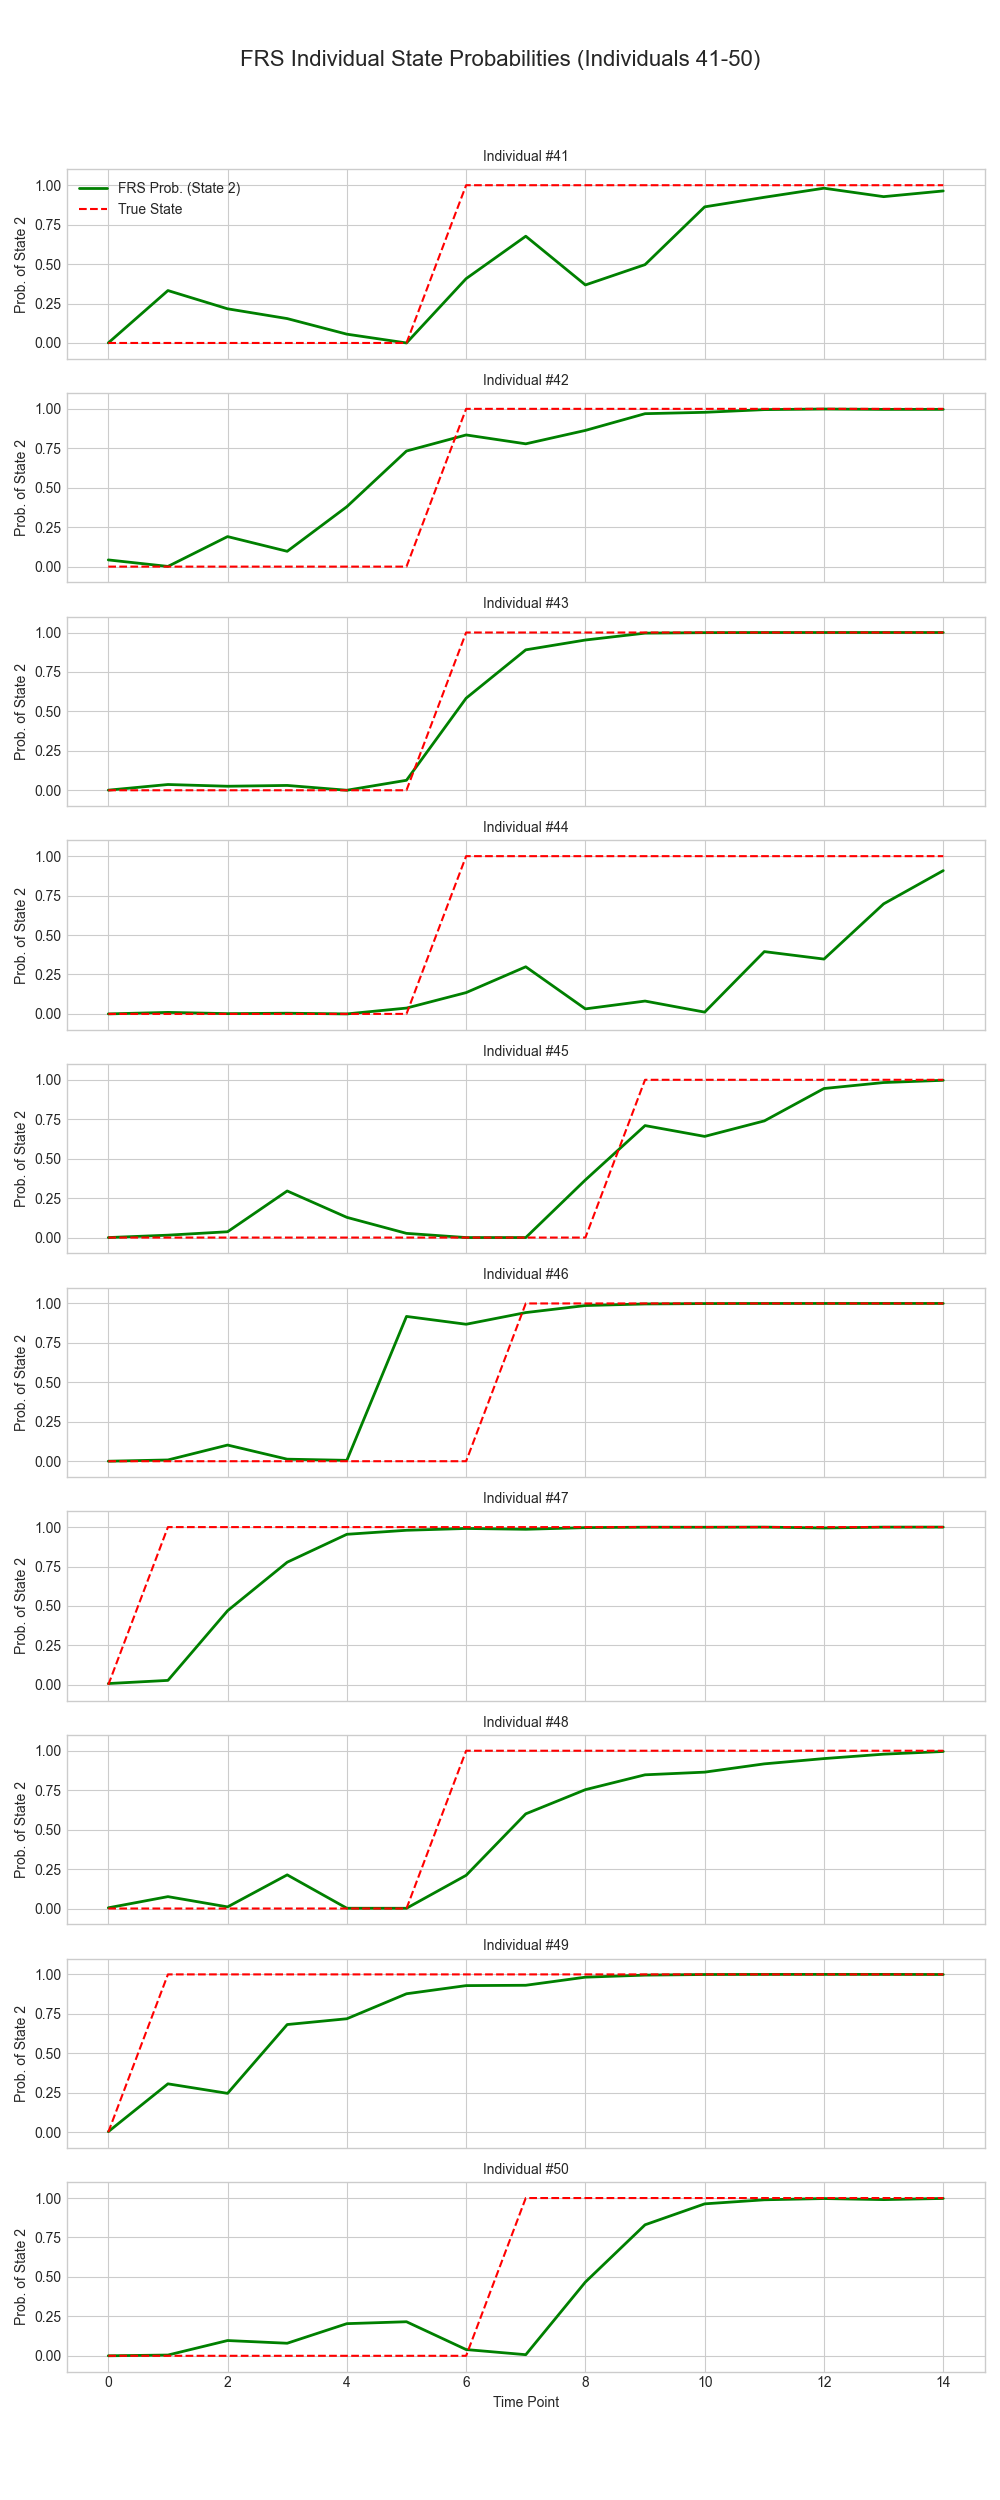 FRS Individual State Probabilities (Individuals 41-50)
Individual #41
FRS Prob. (State 2)
True State
Prob. of State 2
1.00
0.75
0.50
0.25
0.00
Individual #42
Prob. of State 2
1.00
0.75
0.50
0.25
0.00
Individual #43
Prob. of State 2
1.00
0.75
0.50
0.25
0.00
Individual #44
Prob. of State 2
1.00
0.75
0.50
0.25
0.00
Individual #45
Prob. of State 2
1.00
0.75
0.50
0.25
0.00
Individual #46
Prob. of State 2
1.00
0.75
0.50
0.25
0.00
Individual #47
Prob. of State 2
1.00
0.75
0.50
0.25
0.00
Individual #48
Prob. of State 2
1.00
0.75
0.50
0.25
0.00
Individual #49
Prob. of State 2
1.00
0.75
0.50
0.25
0.00
Individual #50
Prob. of State 2
1.00
0.75
0.50
0.25
0.00
0 2 4 6 8 10 12 14
Time Point